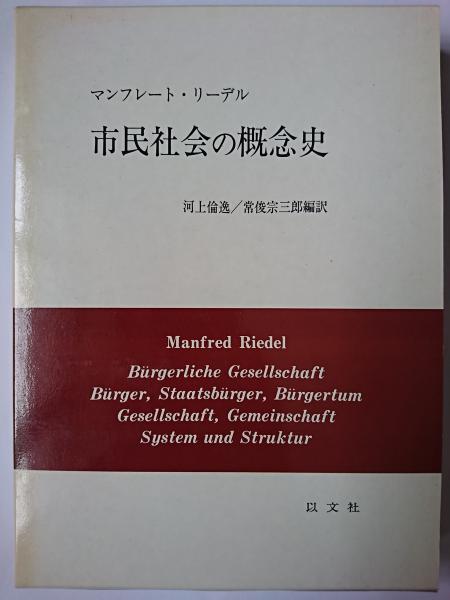 マンフレート・リーデル
市民社会の概念史
河上倫逸／常俊宗三郎編訳
Manfred Riedel
Bürgerliche Gesellschaft
Bürger, Staatsbürger, Bürgertum
Gesellschaft, Gemeinschaft
System und Struktur
以文社